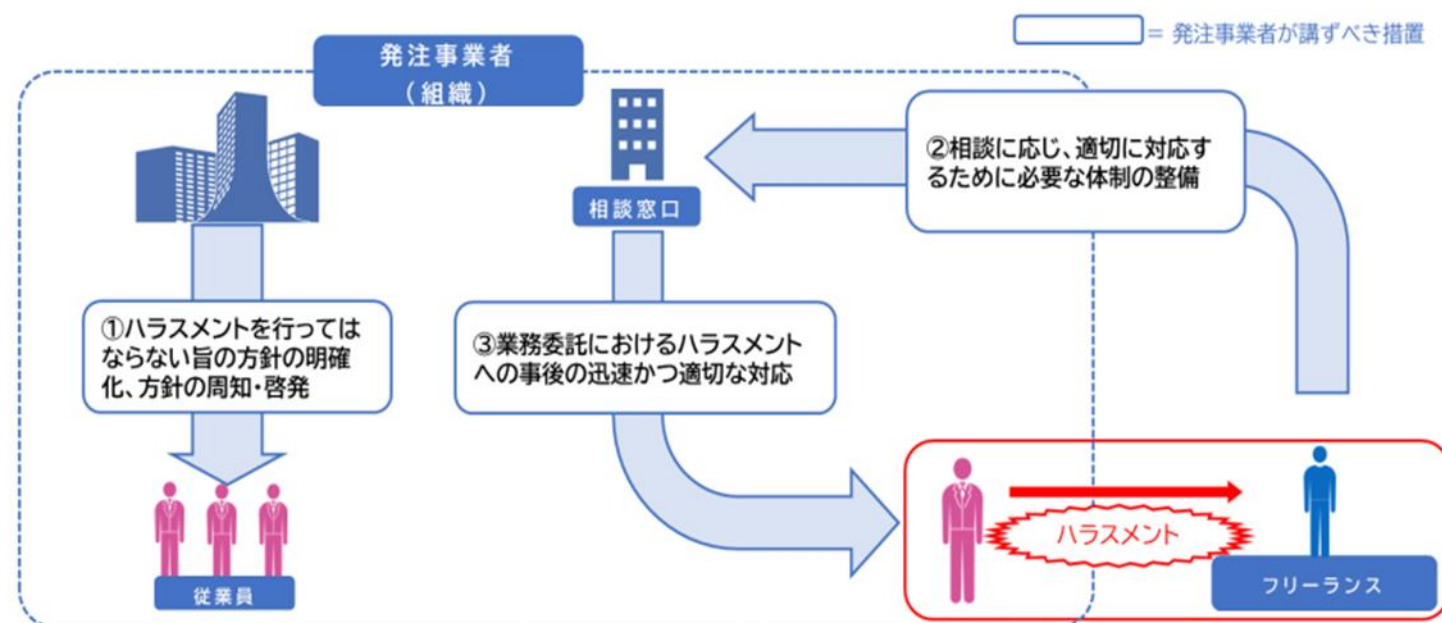 = 発注事業者が講ずべき措置
発注事業者
(組織)
②相談に応じ、適切に対応す
るために必要な体制の整備
相談窓口
①ハラスメントを行っては
ならない旨の方針の明確
化、方針の周知・啓発
③業務委託におけるハラスメント
への事後の迅速かつ適切な対応
従業員
ハラスメント
フリーランス